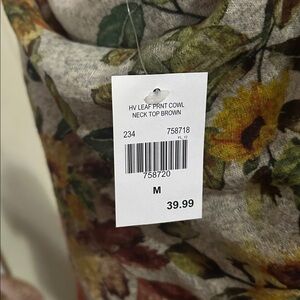 HV LEAF PRNT COWL
NECK TOP BROWN
234 758718
758720
M
39.99